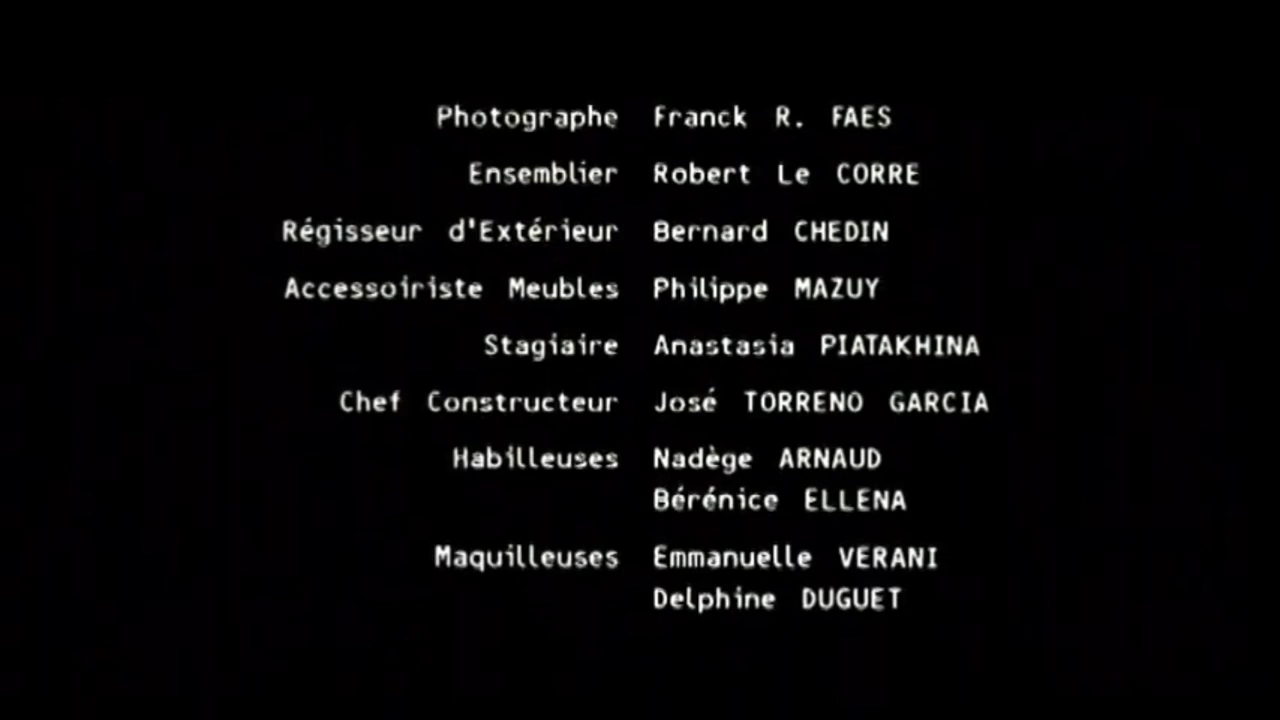 Photographe Franck R. FAES
Ensemblier Robert Le CORRE
Régisseur d'Extérieur Bernard CHEDIN
Accessoiriste Meubles Philippe MAZUY
Stagiaire Anastasia PIATAKHINA
Chef Constructeur José TORRENO GARCIA
Habilleuses Nadège ARNAUD
Bérénice ELLENA
Maquilleuses Emmanuelle VERANI
Delphine DUGUET